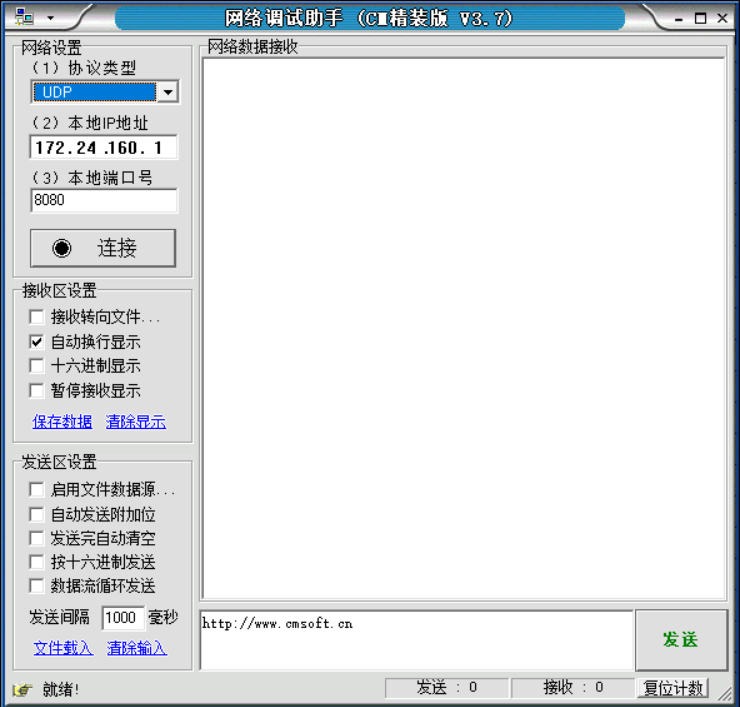 网络调试助手 (CM精装版 V3.7)
网络设置
(1) 协议类型
UDP
(2) 本地IP地址
172.24 .160. 1
(3) 本地端口号
8080
连接
接收区设置
接收转向文件...
自动换行显示
十六进制显示
暂停接收显示
保存数据 清除显示
发送区设置
启用文件数据源...
自动发送附加位
发送完自动清空
按十六进制发送
数据流循环发送
发送间隔 1000 毫秒
文件载入 清除输入
网络数据接收
http://www.cmsoft.cn
发送
就绪!
发送 : 0
接收 : 0
复位计数